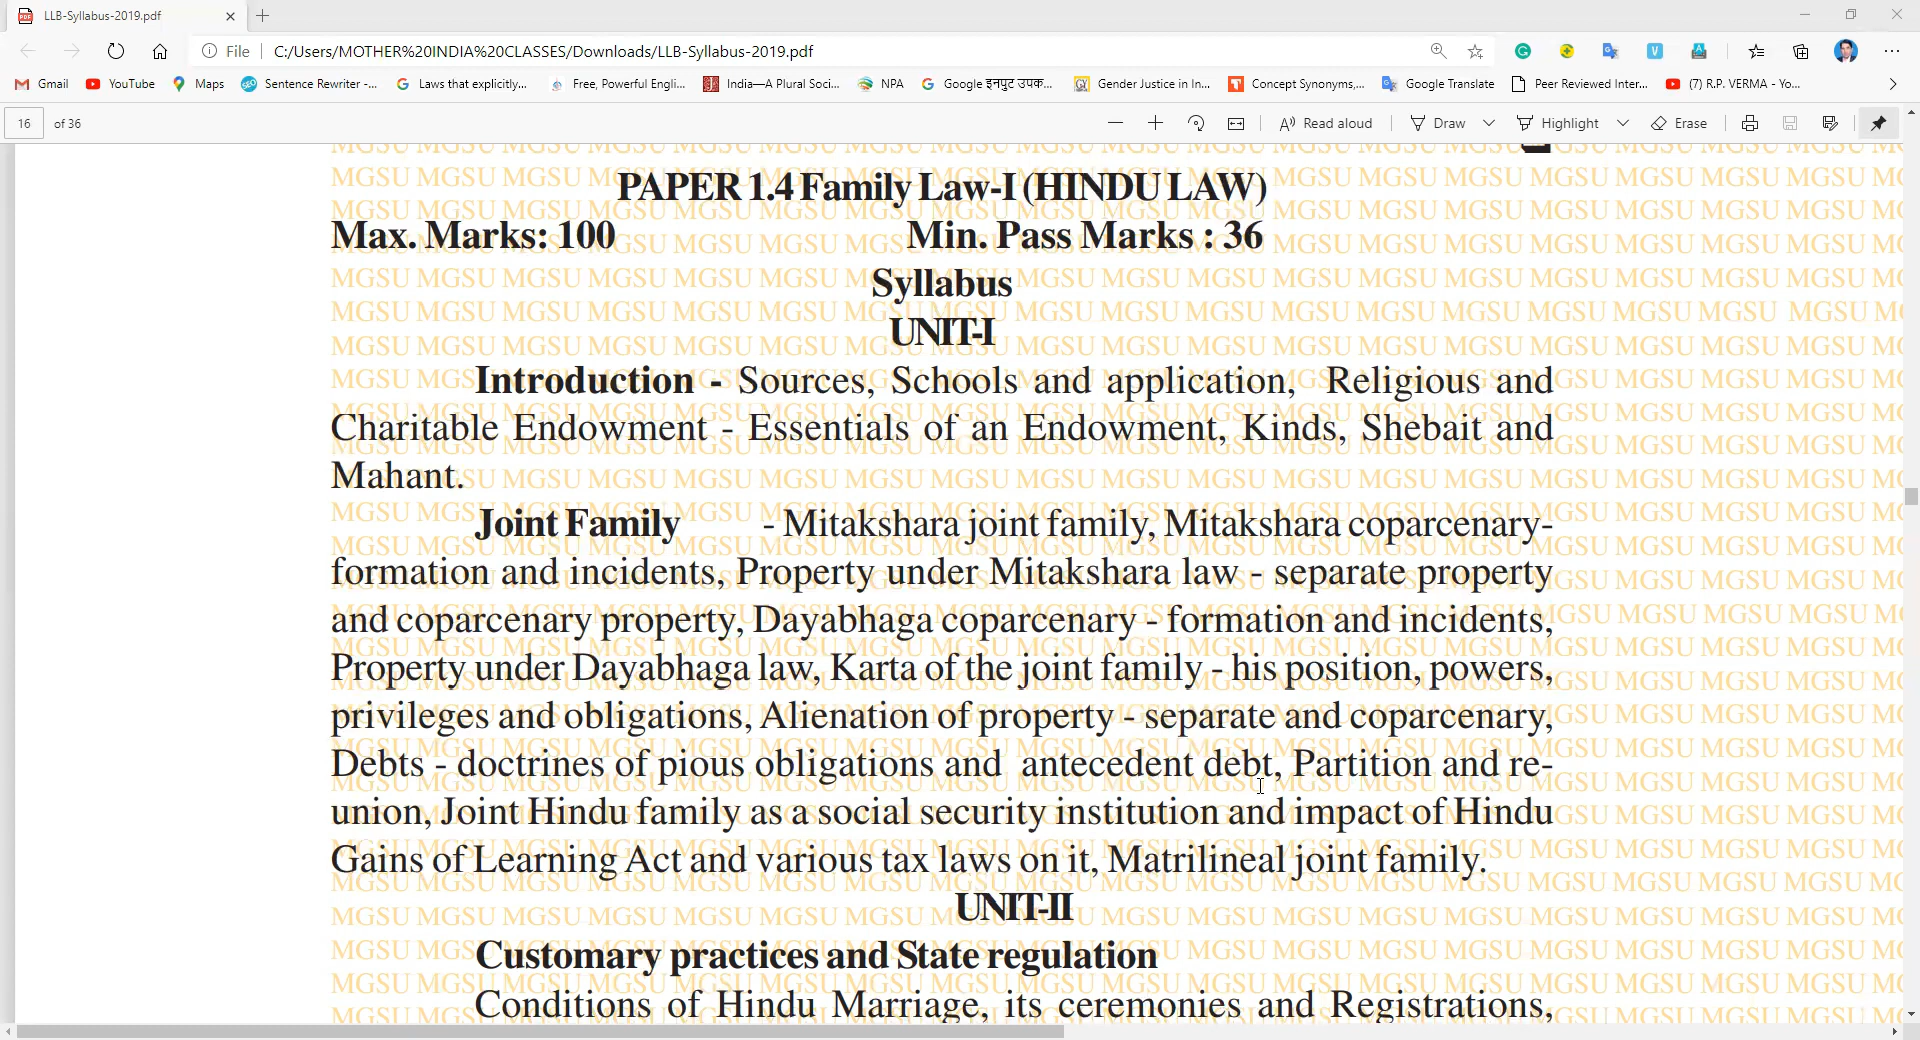 LLB-Syllabus-2019.pdf
File C:/Users/MOTHER%20INDIA%20CLASSES/Downloads/LLB-Syllabus-2019.pdf
Gmail YouTube Maps Sentence Rewriter -... Laws that explicitly... Free, Powerful Engli... India—A Plural Soci... NPA Google इनपुट उपक... Gender Justice in In... Concept Synonyms,... Google Translate Peer Reviewed Inter... (7) R.P. VERMA - Yo...
16 of 36 Read aloud Draw Highlight Erase
PAPER 1.4 Family Law-I (HINDU LAW)
Max. Marks: 100 Min. Pass Marks : 36
Syllabus
UNIT-I
Introduction - Sources, Schools and application, Religious and
Charitable Endowment - Essentials of an Endowment, Kinds, Shebait and
Mahant.
Joint Family - Mitakshara joint family, Mitakshara coparcenary-
formation and incidents, Property under Mitakshara law - separate property
and coparcenary property, Dayabhaga coparcenary - formation and incidents,
Property under Dayabhaga law, Karta of the joint family - his position, powers,
privileges and obligations, Alienation of property - separate and coparcenary,
Debts - doctrines of pious obligations and antecedent debt, Partition and re-
union, Joint Hindu family as a social security institution and impact of Hindu
Gains of Learning Act and various tax laws on it, Matrilineal joint family.
UNIT-II
Customary practices and State regulation
Conditions of Hindu Marriage, its ceremonies and Registrations,